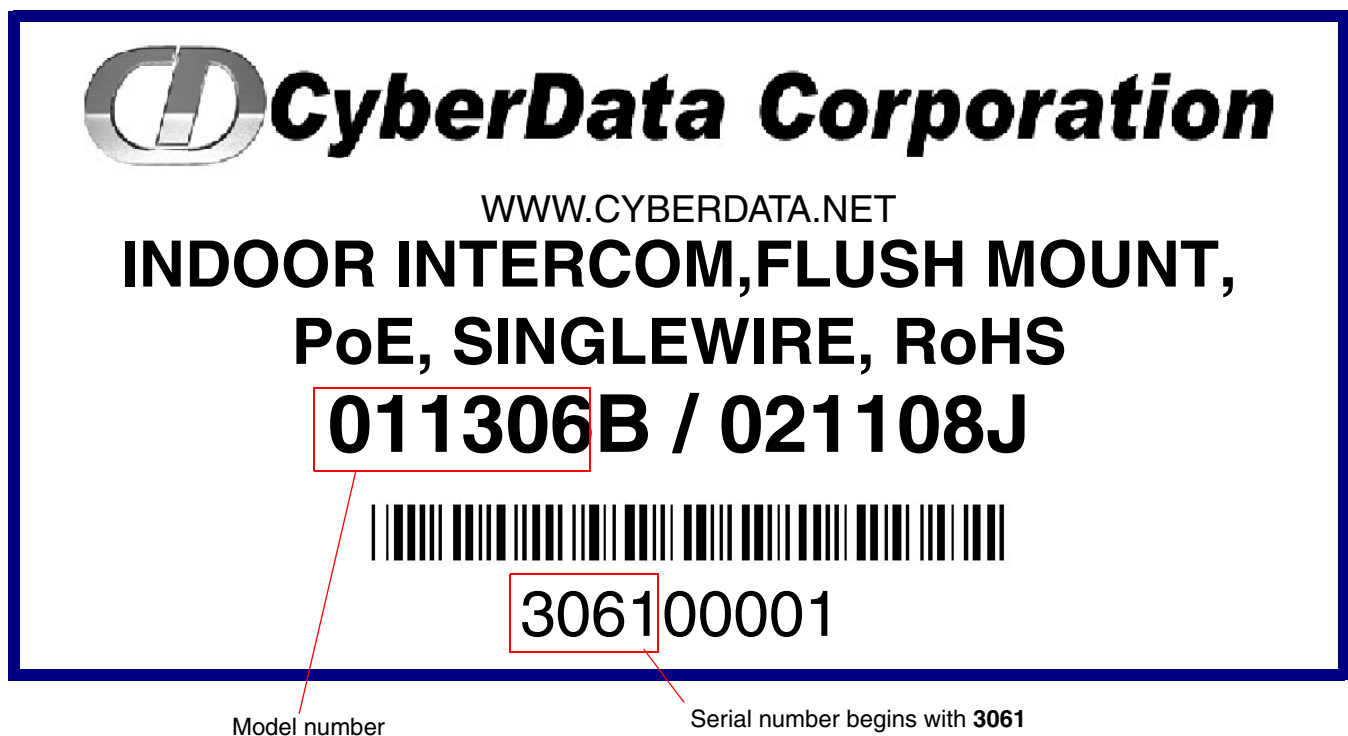 CyberData Corporation
WWW.CYBERDATA.NET
INDOOR INTERCOM,FLUSH MOUNT,
PoE, SINGLEWIRE, RoHS
011306B / 021108J
306100001
Model number
Serial number begins with 3061